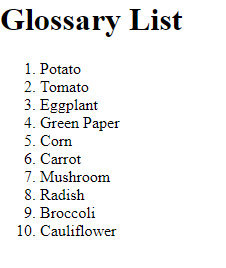 Glossary List
1. Potato
2. Tomato
3. Eggplant
4. Green Paper
5. Corn
6. Carrot
7. Mushroom
8. Radish
9. Broccoli
10. Cauliflower